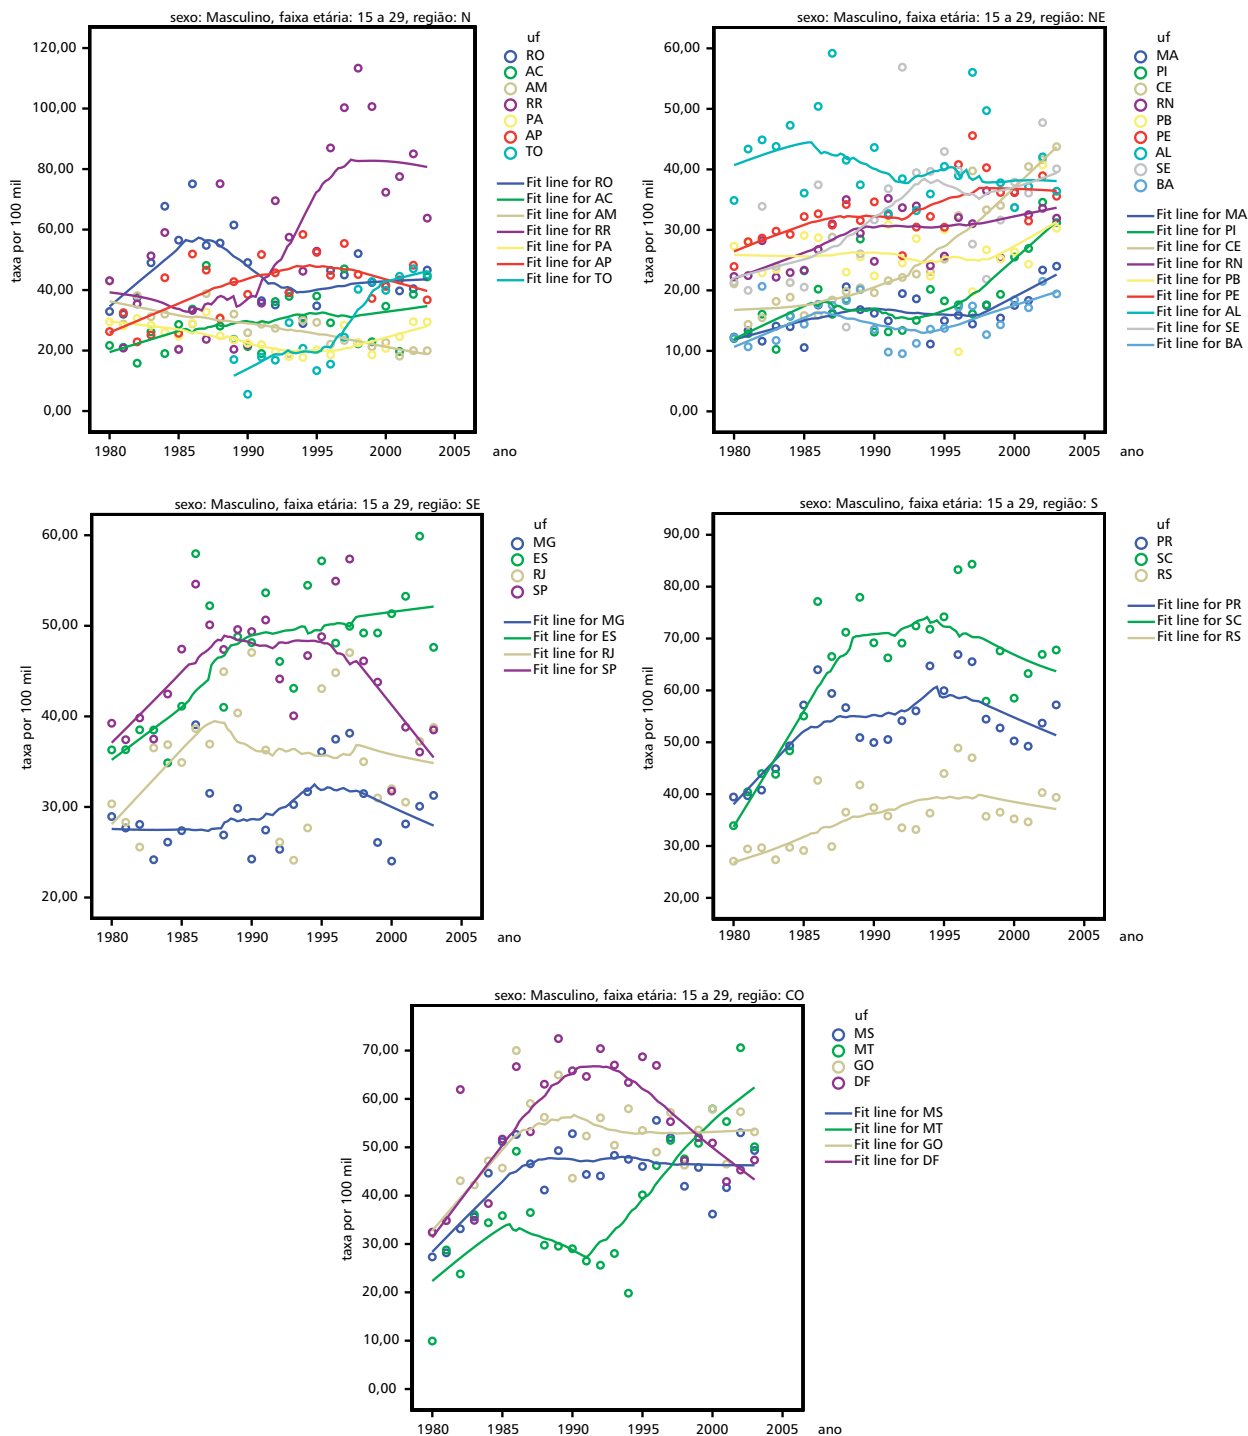 sexo: Masculino, faixa etária: 15 a 29, região: N
taxa por 100 mil
120,00
100,00
80,00
60,00
40,00
20,00
0,00
1980 1985 1990 1995 2000 2005 ano
uf
RO
AC
AM
RR
PA
AP
TO
Fit line for RO
Fit line for AC
Fit line for AM
Fit line for RR
Fit line for PA
Fit line for AP
Fit line for TO
sexo: Masculino, faixa etária: 15 a 29, região: NE
taxa por 100 mil
60,00
50,00
40,00
30,00
20,00
10,00
0,00
1980 1985 1990 1995 2000 2005 ano
uf
MA
PI
CE
RN
PB
PE
AL
SE
BA
Fit line for MA
Fit line for PI
Fit line for CE
Fit line for RN
Fit line for PB
Fit line for PE
Fit line for AL
Fit line for SE
Fit line for BA
sexo: Masculino, faixa etária: 15 a 29, região: SE
taxa por 100 mil
60,00
50,00
40,00
30,00
20,00
1980 1985 1990 1995 2000 2005 ano
uf
MG
ES
RJ
SP
Fit line for MG
Fit line for ES
Fit line for RJ
Fit line for SP
sexo: Masculino, faixa etária: 15 a 29, região: S
taxa por 100 mil
90,00
80,00
70,00
60,00
50,00
40,00
30,00
20,00
1980 1985 1990 1995 2000 2005 ano
uf
PR
SC
RS
Fit line for PR
Fit line for SC
Fit line for RS
sexo: Masculino, faixa etária: 15 a 29, região: CO
taxa por 100 mil
70,00
60,00
50,00
40,00
30,00
20,00
10,00
0,00
1980 1985 1990 1995 2000 2005 ano
uf
MS
MT
GO
DF
Fit line for MS
Fit line for MT
Fit line for GO
Fit line for DF